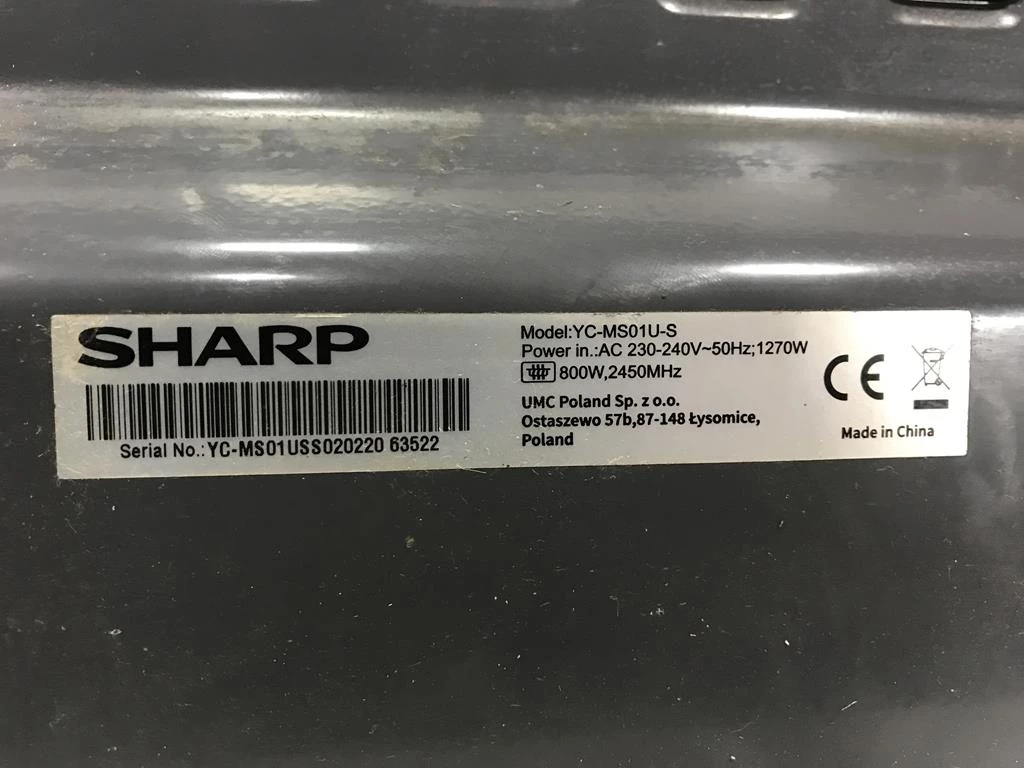 SHARP
Serial No.:YC-MS01USS020220 63522
Model:YC-MS01U-S
Power in.:AC 230-240V~50Hz;1270W
800W,2450MHz
UMC Poland Sp. z o.o.
Ostaszewo 57b,87-148 Łysomice,
Poland
CE
Made in China